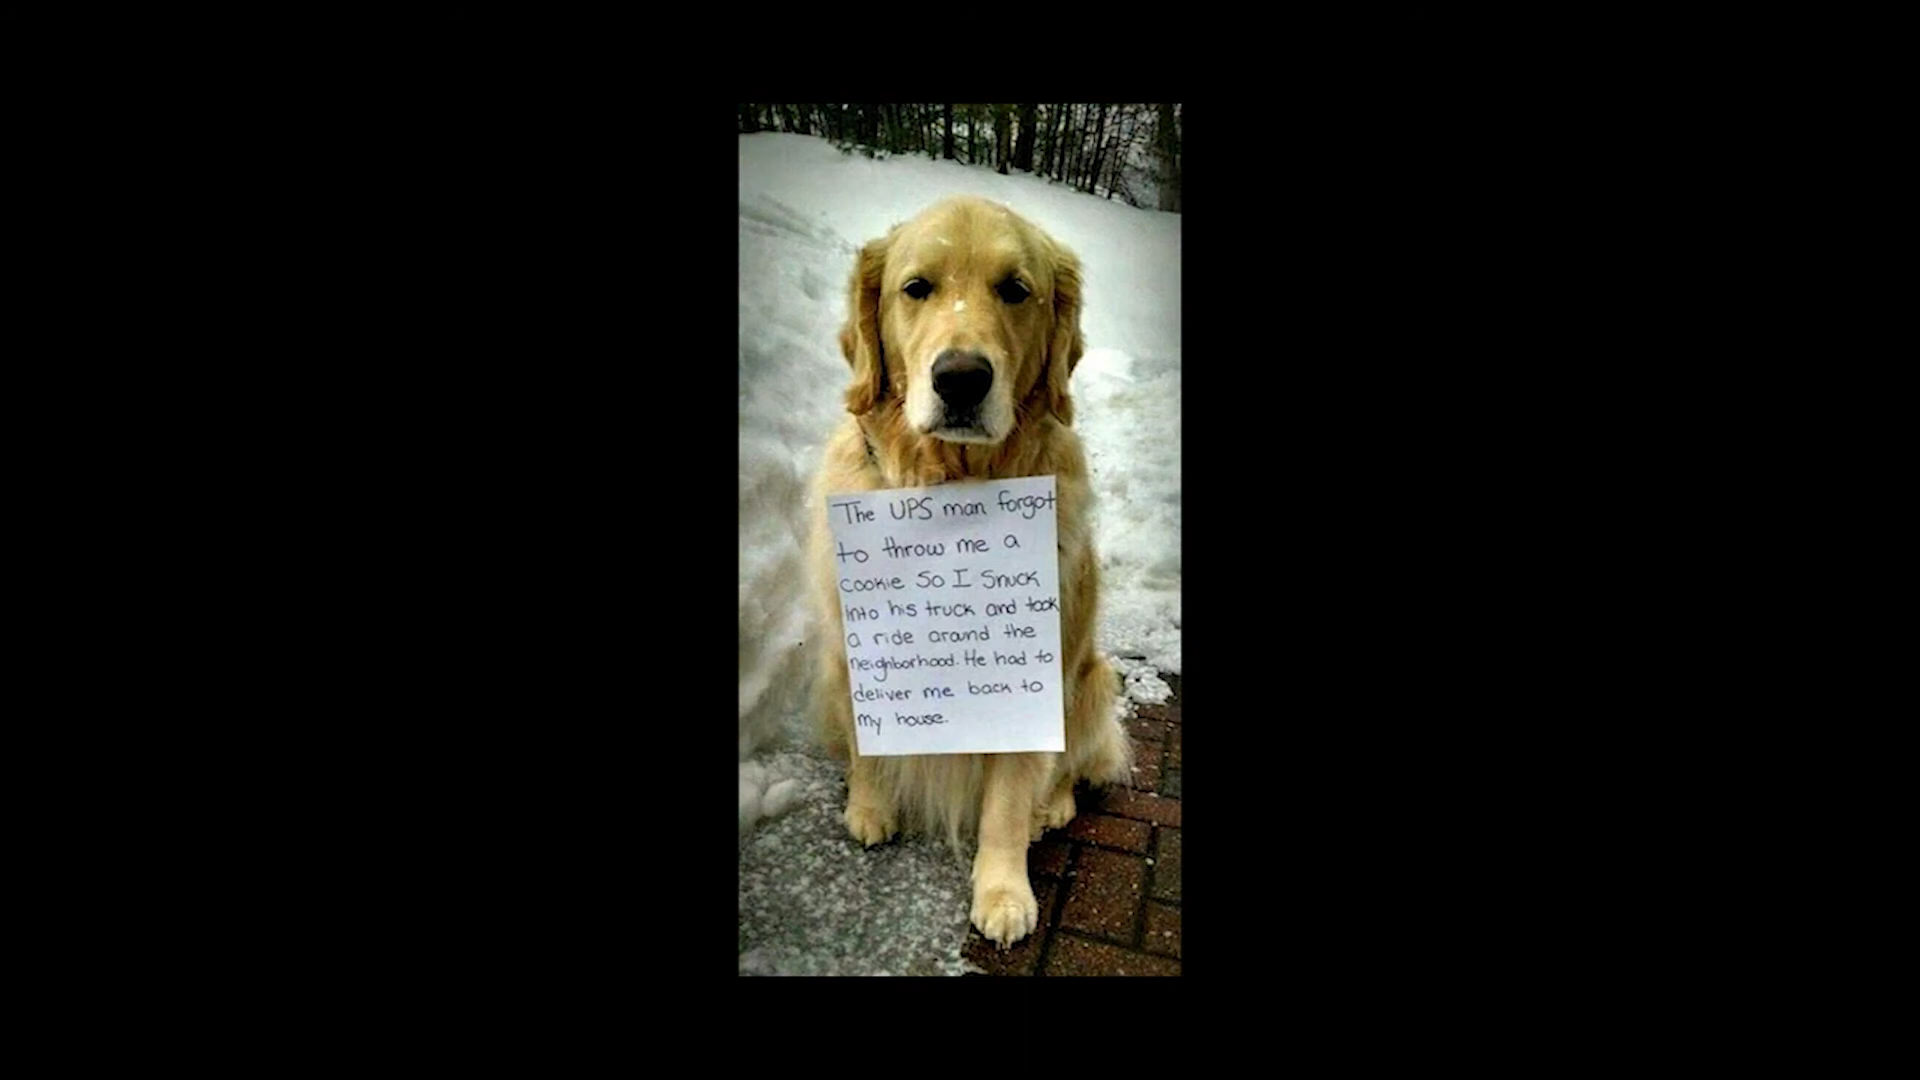 The UPS man forgot
to throw me a
cookie so I snuck
into his truck and took
a ride around the
neighborhood. He had to
deliver me back to
my house.